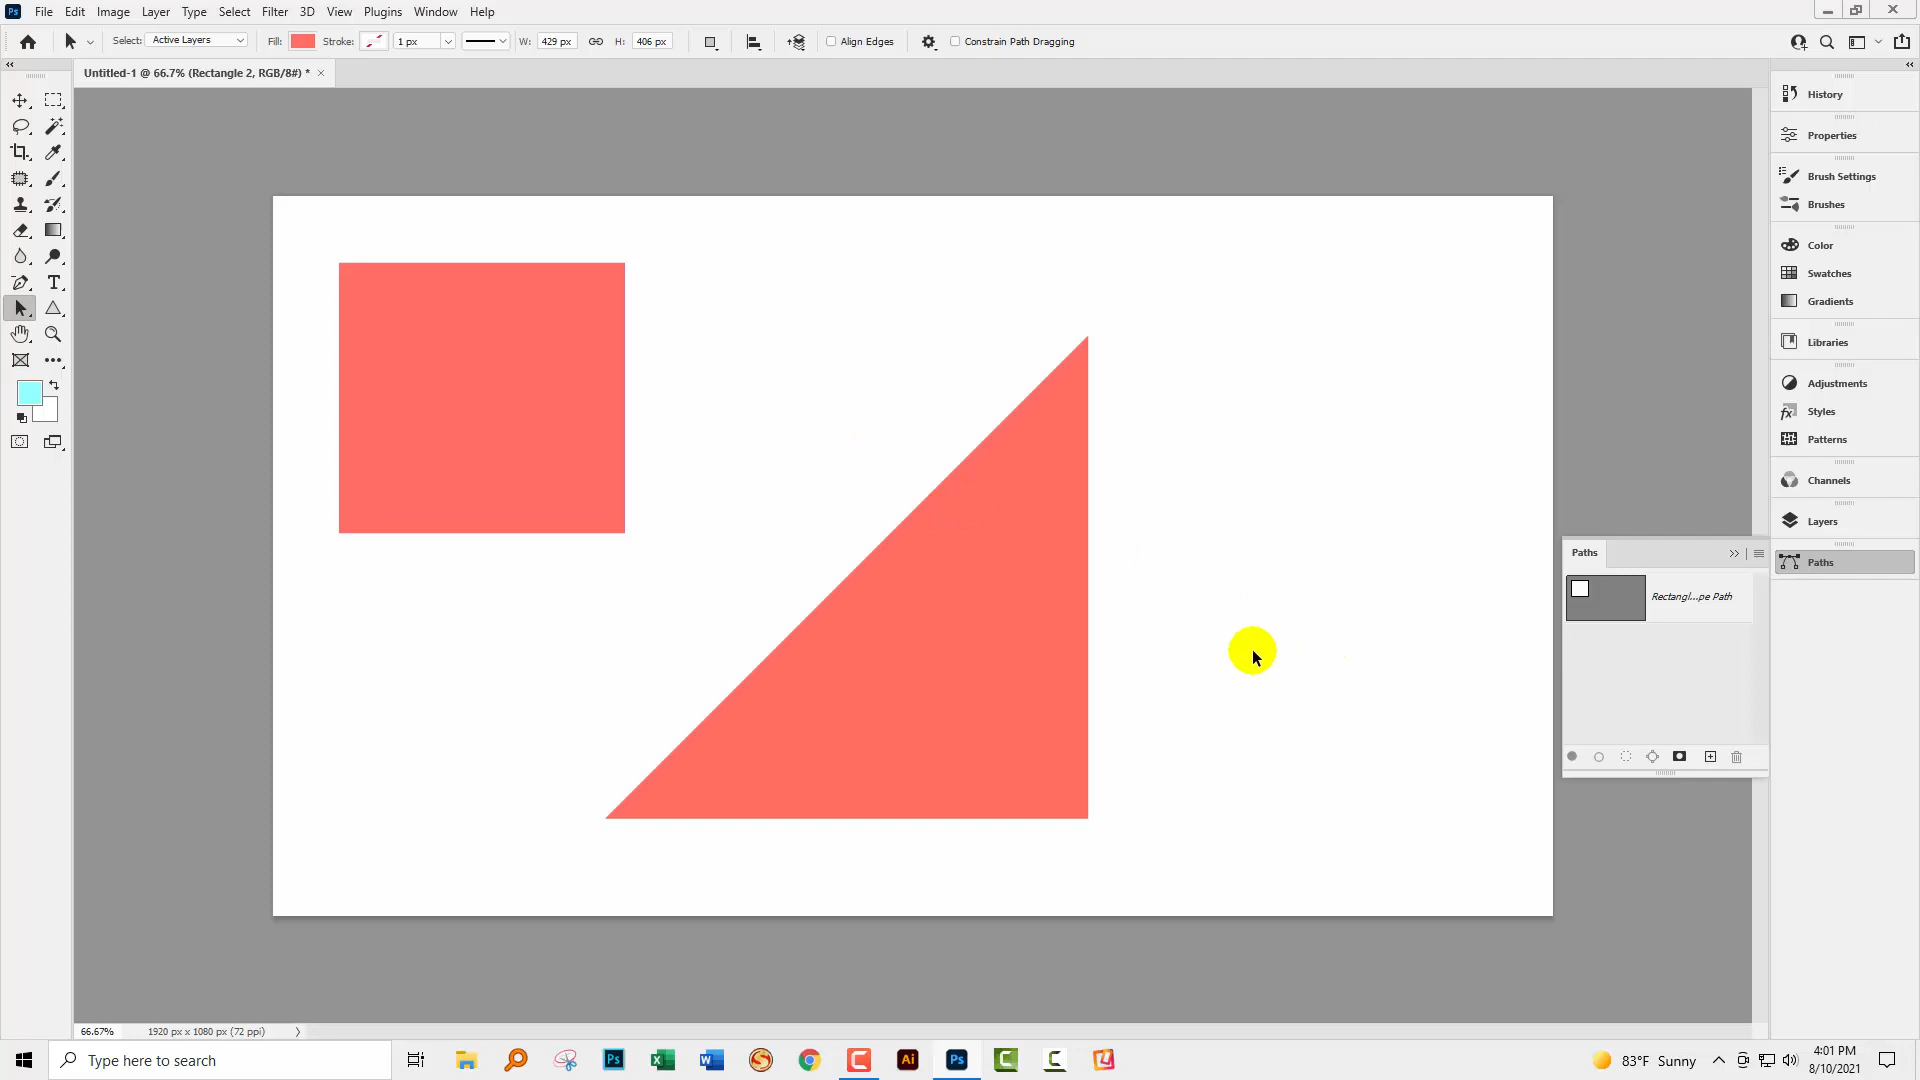 File Edit Image Layer Type Select Filter 3D View Plugins Window Help
Select: Active Layers Fill: Stroke: 1 px W: 429 px H: 406 px Align Edges Constrain Path Dragging
Untitled-1 @ 66.7% (Rectangle 2, RGB/8#) *
History
Properties
Brush Settings
Brushes
Color
Swatches
Gradients
Libraries
Adjustments
Styles
Patterns
Channels
Layers
Paths
Paths
Rectangl...pe Path
66.67% 1920 px x 1080 px (72 ppi)
Type here to search
83°F Sunny
4:01 PM
8/10/2021